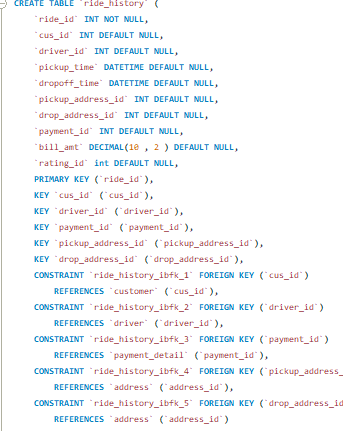 CREATE TABLE `ride_history` (
`ride_id` INT NOT NULL,
`cus_id` INT DEFAULT NULL,
`driver_id` INT DEFAULT NULL,
`pickup_time` DATETIME DEFAULT NULL,
`dropoff_time` DATETIME DEFAULT NULL,
`pickup_address_id` INT DEFAULT NULL,
`drop_address_id` INT DEFAULT NULL,
`payment_id` INT DEFAULT NULL,
`bill_amt` DECIMAL(10 , 2 ) DEFAULT NULL,
`rating_id` int DEFAULT NULL,
PRIMARY KEY (`ride_id`),
KEY `cus_id` (`cus_id`),
KEY `driver_id` (`driver_id`),
KEY `payment_id` (`payment_id`),
KEY `pickup_address_id` (`pickup_address_id`),
KEY `drop_address_id` (`drop_address_id`),
CONSTRAINT `ride_history_ibfk_1` FOREIGN KEY (`cus_id`)
REFERENCES `customer` (`cus_id`),
CONSTRAINT `ride_history_ibfk_2` FOREIGN KEY (`driver_id`)
REFERENCES `driver` (`driver_id`),
CONSTRAINT `ride_history_ibfk_3` FOREIGN KEY (`payment_id`)
REFERENCES `payment_detail` (`payment_id`),
CONSTRAINT `ride_history_ibfk_4` FOREIGN KEY (`pickup_address_
REFERENCES `address` (`address_id`),
CONSTRAINT `ride_history_ibfk_5` FOREIGN KEY (`drop_address_id
REFERENCES `address` (`address_id`)